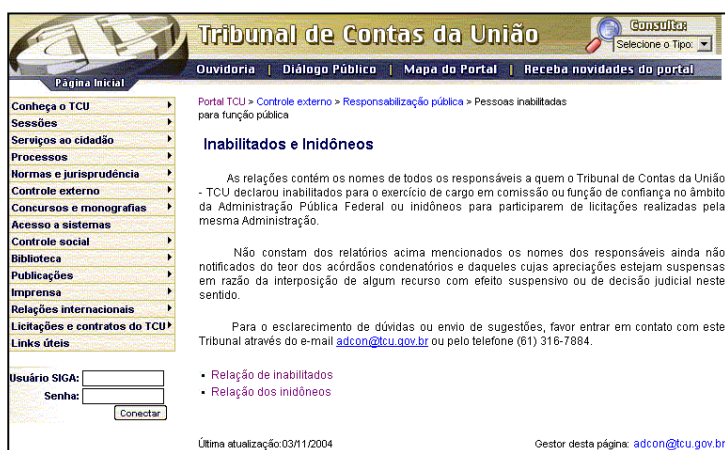 Tribunal de Contas da União
Consulta:
Selecione o Tipo:
Ouvidoria | Diálogo Público | Mapa do Portal | Receba novidades do portal
Página Inicial
Conheça o TCU
Sessões
Serviços ao cidadão
Processos
Normas e jurisprudência
Controle externo
Concursos e monografias
Acesso a sistemas
Controle social
Biblioteca
Publicações
Imprensa
Relações internacionais
Licitações e contratos do TCU
Links úteis
Usuário SIGA:
Senha:
Conectar
Portal TCU > Controle externo > Responsabilização pública > Pessoas inabilitadas
para função pública
Inabilitados e Inidôneos
As relações contém os nomes de todos os responsáveis a quem o Tribunal de Contas da União
- TCU declarou inabilitados para o exercício de cargo em comissão ou função de confiança no âmbito
da Administração Pública Federal ou inidôneos para participarem de licitações realizadas pela
mesma Administração.
Não constam dos relatórios acima mencionados os nomes dos responsáveis ainda não
notificados do teor dos acórdãos condenatórios e daqueles cujas apreciações estejam suspensas
em razão da interposição de algum recurso com efeito suspensivo ou de decisão judicial neste
sentido.
Para o esclarecimento de dúvidas ou envio de sugestões, favor entrar em contato com este
Tribunal através do e-mail adcon@tcu.gov.br ou pelo telefone (61) 316-7884.
▪ Relação de inabilitados
▪ Relação dos inidôneos
Última atualização:03/11/2004
Gestor desta página: adcon@tcu.gov.br